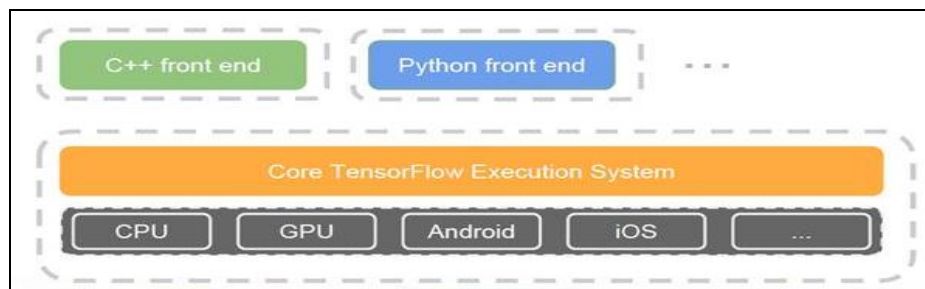 C++ front end Python front end ...
Core TensorFlow Execution System
CPU GPU Android iOS ...